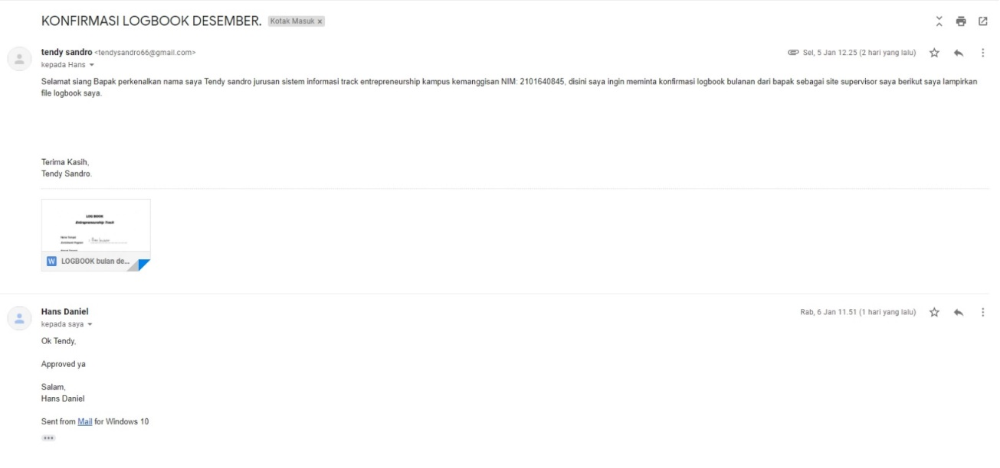 KONFIRMASI LOGBOOK DESEMBER. Kotak Masuk ×
tendy sandro <tendysandro66@gmail.com>
Sel, 5 Jan 12.25 (2 hari yang lalu)
kepada Hans
Selamat siang Bapak perkenalkan nama saya Tendy sandro jurusan sistem informasi track entrepreneurship kampus kemanggisan NIM: 2101640845, disini saya ingin meminta konfirmasi logbook bulanan dari bapak sebagai site supervisor saya berikut saya lampirkan
file logbook saya.
Terima Kasih,
Tendy Sandro.
LOG BOOK
Entrepreneurship Track
W LOGBOOK bulan de...
Hans Daniel
Rab, 6 Jan 11.51 (1 hari yang lalu)
kepada saya
Ok Tendy,
Approved ya
Salam,
Hans Daniel
Sent from Mail for Windows 10